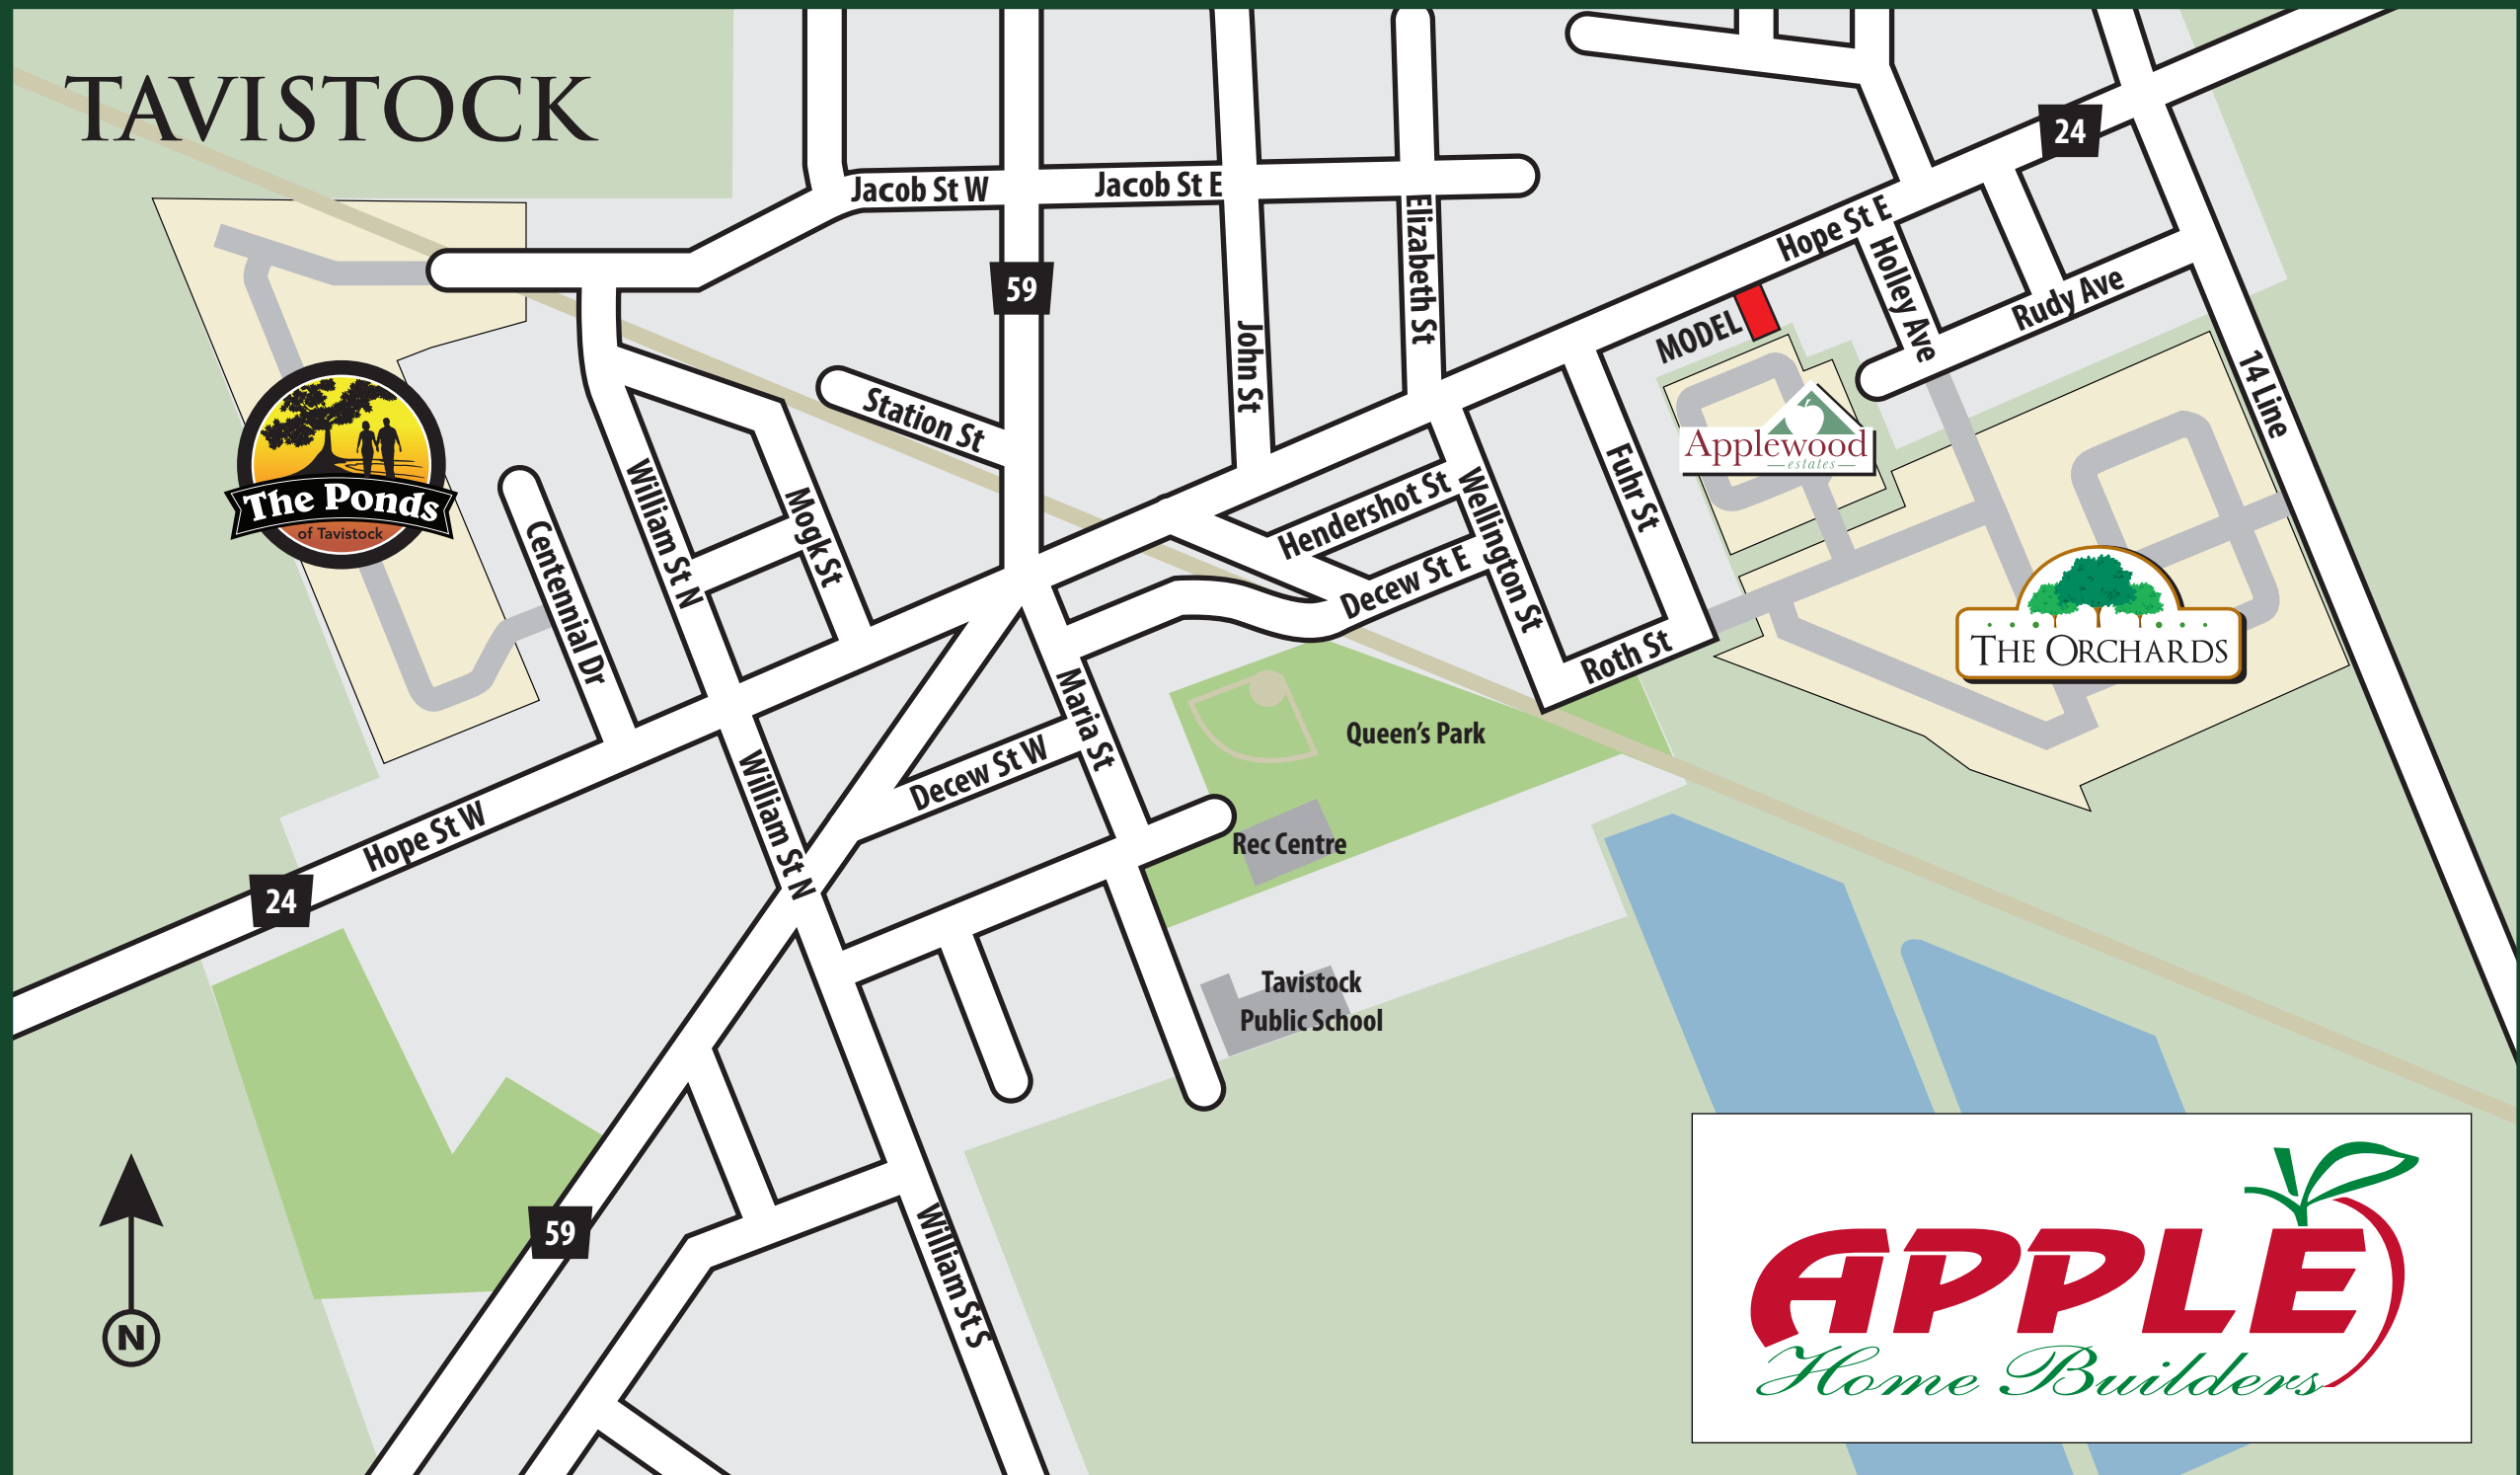 TAVISTOCK
24
Jacob St W
Jacob St E
Elizabeth St
Hope St E
Holley Ave
Rudy Ave
59
MODEL
John St
14 Line
Station St
Applewood
estates
The Ponds
of Tavistock
William St N
Mogk St
Centennial Dr
Hendershot St
Wellington St
Fuhr St
Decew St E
Roth St
THE ORCHARDS
Maria St
Queen's Park
Decew St W
William St N
Hope St W
Rec Centre
24
Tavistock
Public School
59
William St S
N
APPLE
Home Builders